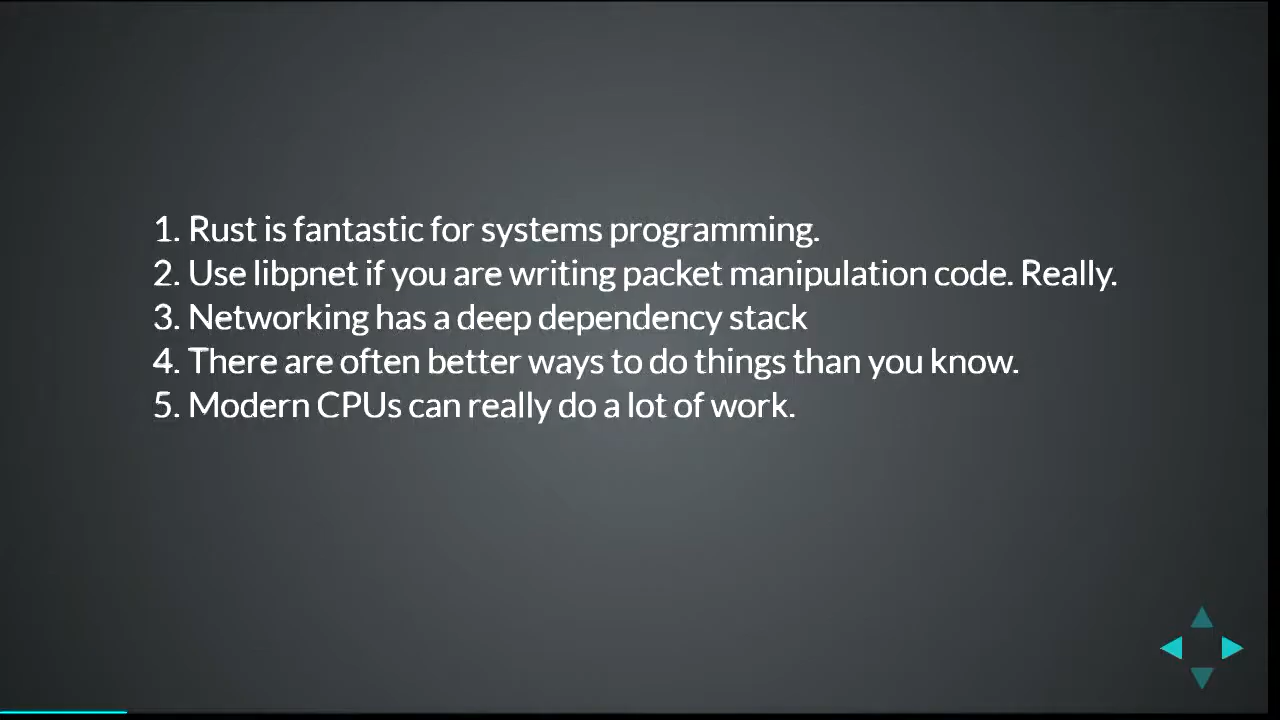 1. Rust is fantastic for systems programming.
2. Use libpnet if you are writing packet manipulation code. Really.
3. Networking has a deep dependency stack
4. There are often better ways to do things than you know.
5. Modern CPUs can really do a lot of work.